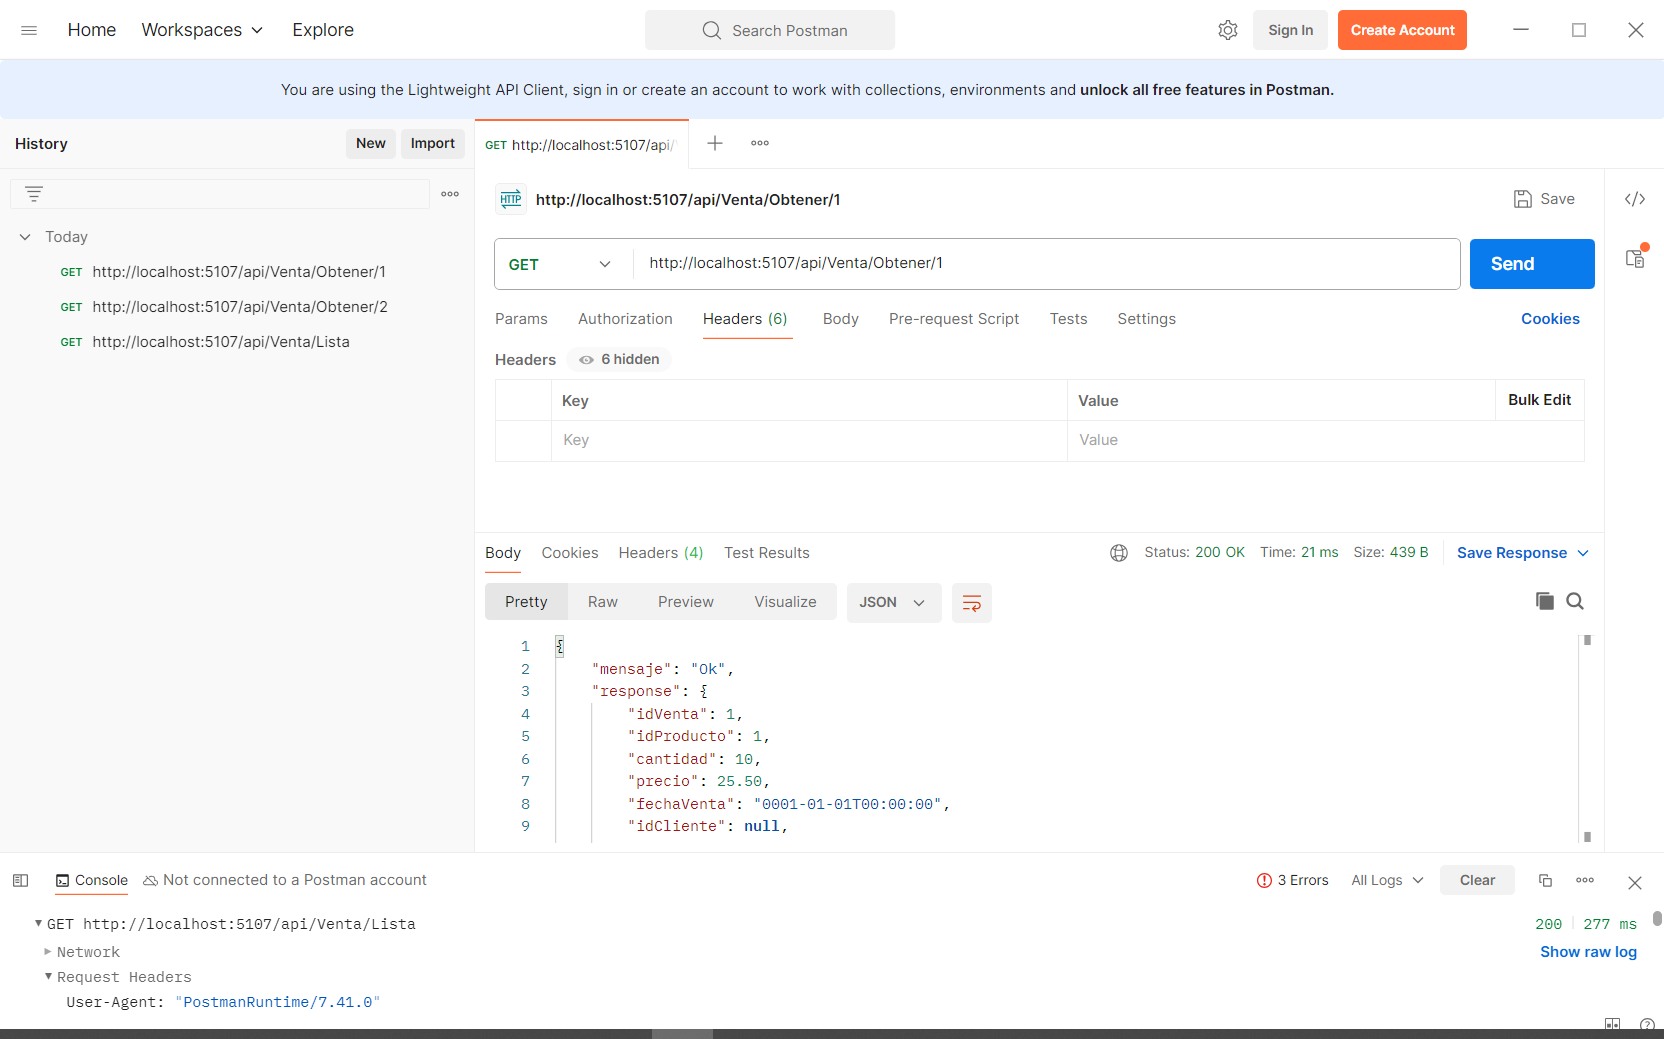 Home Workspaces Explore Search Postman Sign In Create Account
You are using the Lightweight API Client, sign in or create an account to work with collections, environments and unlock all free features in Postman.
History New Import
GET http://localhost:5107/api/
Today
GET http://localhost:5107/api/Venta/Obtener/1
GET http://localhost:5107/api/Venta/Obtener/2
GET http://localhost:5107/api/Venta/Lista
HTTP http://localhost:5107/api/Venta/Obtener/1 Save
GET http://localhost:5107/api/Venta/Obtener/1 Send
Params Authorization Headers (6) Body Pre-request Script Tests Settings Cookies
Headers 6 hidden
Key Value Bulk Edit
Key Value
Body Cookies Headers (4) Test Results Status: 200 OK Time: 21 ms Size: 439 B Save Response
Pretty Raw Preview Visualize JSON
1 {
2 "mensaje": "Ok",
3 "response": {
4 "idVenta": 1,
5 "idProducto": 1,
6 "cantidad": 10,
7 "precio": 25.50,
8 "fechaVenta": "0001-01-01T00:00:00",
9 "idCliente": null,
Console Not connected to a Postman account 3 Errors All Logs Clear
GET http://localhost:5107/api/Venta/Lista 200 277 ms
Network Show raw log
Request Headers
User-Agent: "PostmanRuntime/7.41.0"